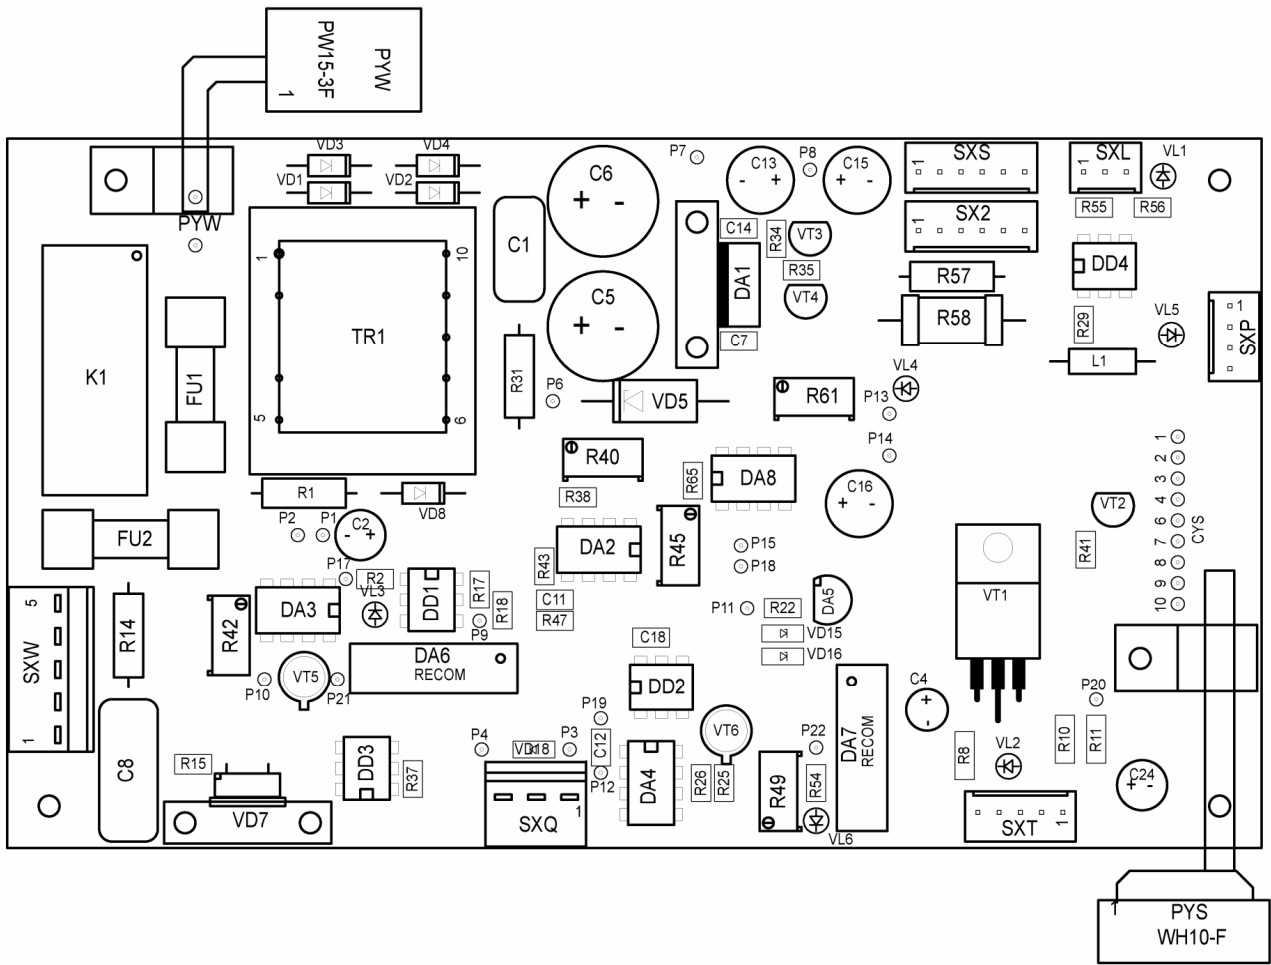 PYW
PW15-3F
1
VD3
VD4
VD1
VD2
PYW
C6
P7
C13
-
+
P8
C15
+
-
SXS
1
SXL
1
VL1
R55
R56
SX2
1
+
-
C1
C14
R34
VT3
R35
VT4
DA1
C7
R57
R58
DD4
R29
VL5
1
SXP
L1
K1
FU1
1
10
TR1
5
6
C5
+
-
R31
P6
VD5
R61
VL4
P13
P14
R1
VD8
P2
P1
C2
-
+
FU2
R40
R38
R65
DA8
C16
+
-
1
2
3
4
6
7
8
9
10
CYS
VT2
R41
VT1
DA2
R45
R43
C11
R47
P15
P18
P17
R2
VL3
DD1
R17
R18
P9
DA3
R42
R14
5
SXW
1
P10
VT5
P21
DA6
RECOM
P11
R22
DA5
VD15
VD16
C18
DD2
C8
R15
VD7
DD3
R37
P4
VD18
P3
P19
C12
P12
SXQ
1
DA4
VT6
R26
R25
R49
P22
R54
VL6
DA7
RECOM
C4
+
-
R8
VL2
SXT
1
R10
R11
P20
C24
+
-
1
PYS
WH10-F